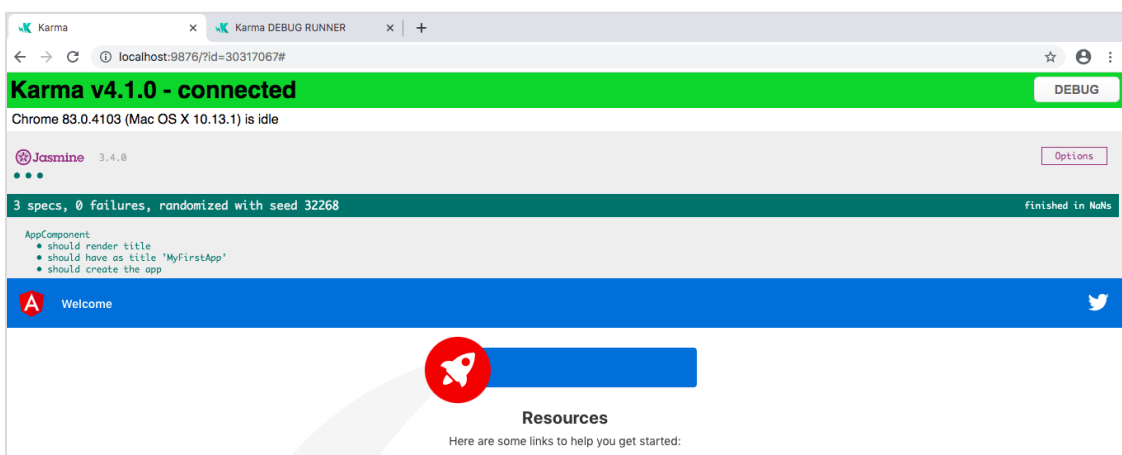 Karma
Karma DEBUG RUNNER
localhost:9876/?id=30317067#
Karma v4.1.0 - connected
DEBUG
Chrome 83.0.4103 (Mac OS X 10.13.1) is idle
Jasmine 3.4.0
Options
3 specs, 0 failures, randomized with seed 32268
finished in NaNs
AppComponent
• should render title
• should have as title 'MyFirstApp'
• should create the app
A Welcome
Resources
Here are some links to help you get started: